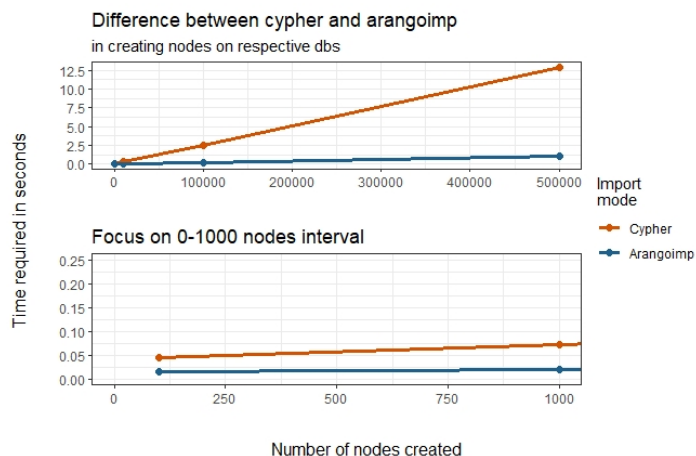 Difference between cypher and arangoimp
in creating nodes on respective dbs
12.5
10.0
7.5
5.0
2.5
0.0
0 100000 200000 300000 400000 500000
Focus on 0-1000 nodes interval
0.25
0.20
0.15
0.10
0.05
0.00
0 250 500 750 1000
Time required in seconds
Number of nodes created
Import
mode
Cypher
Arangoimp